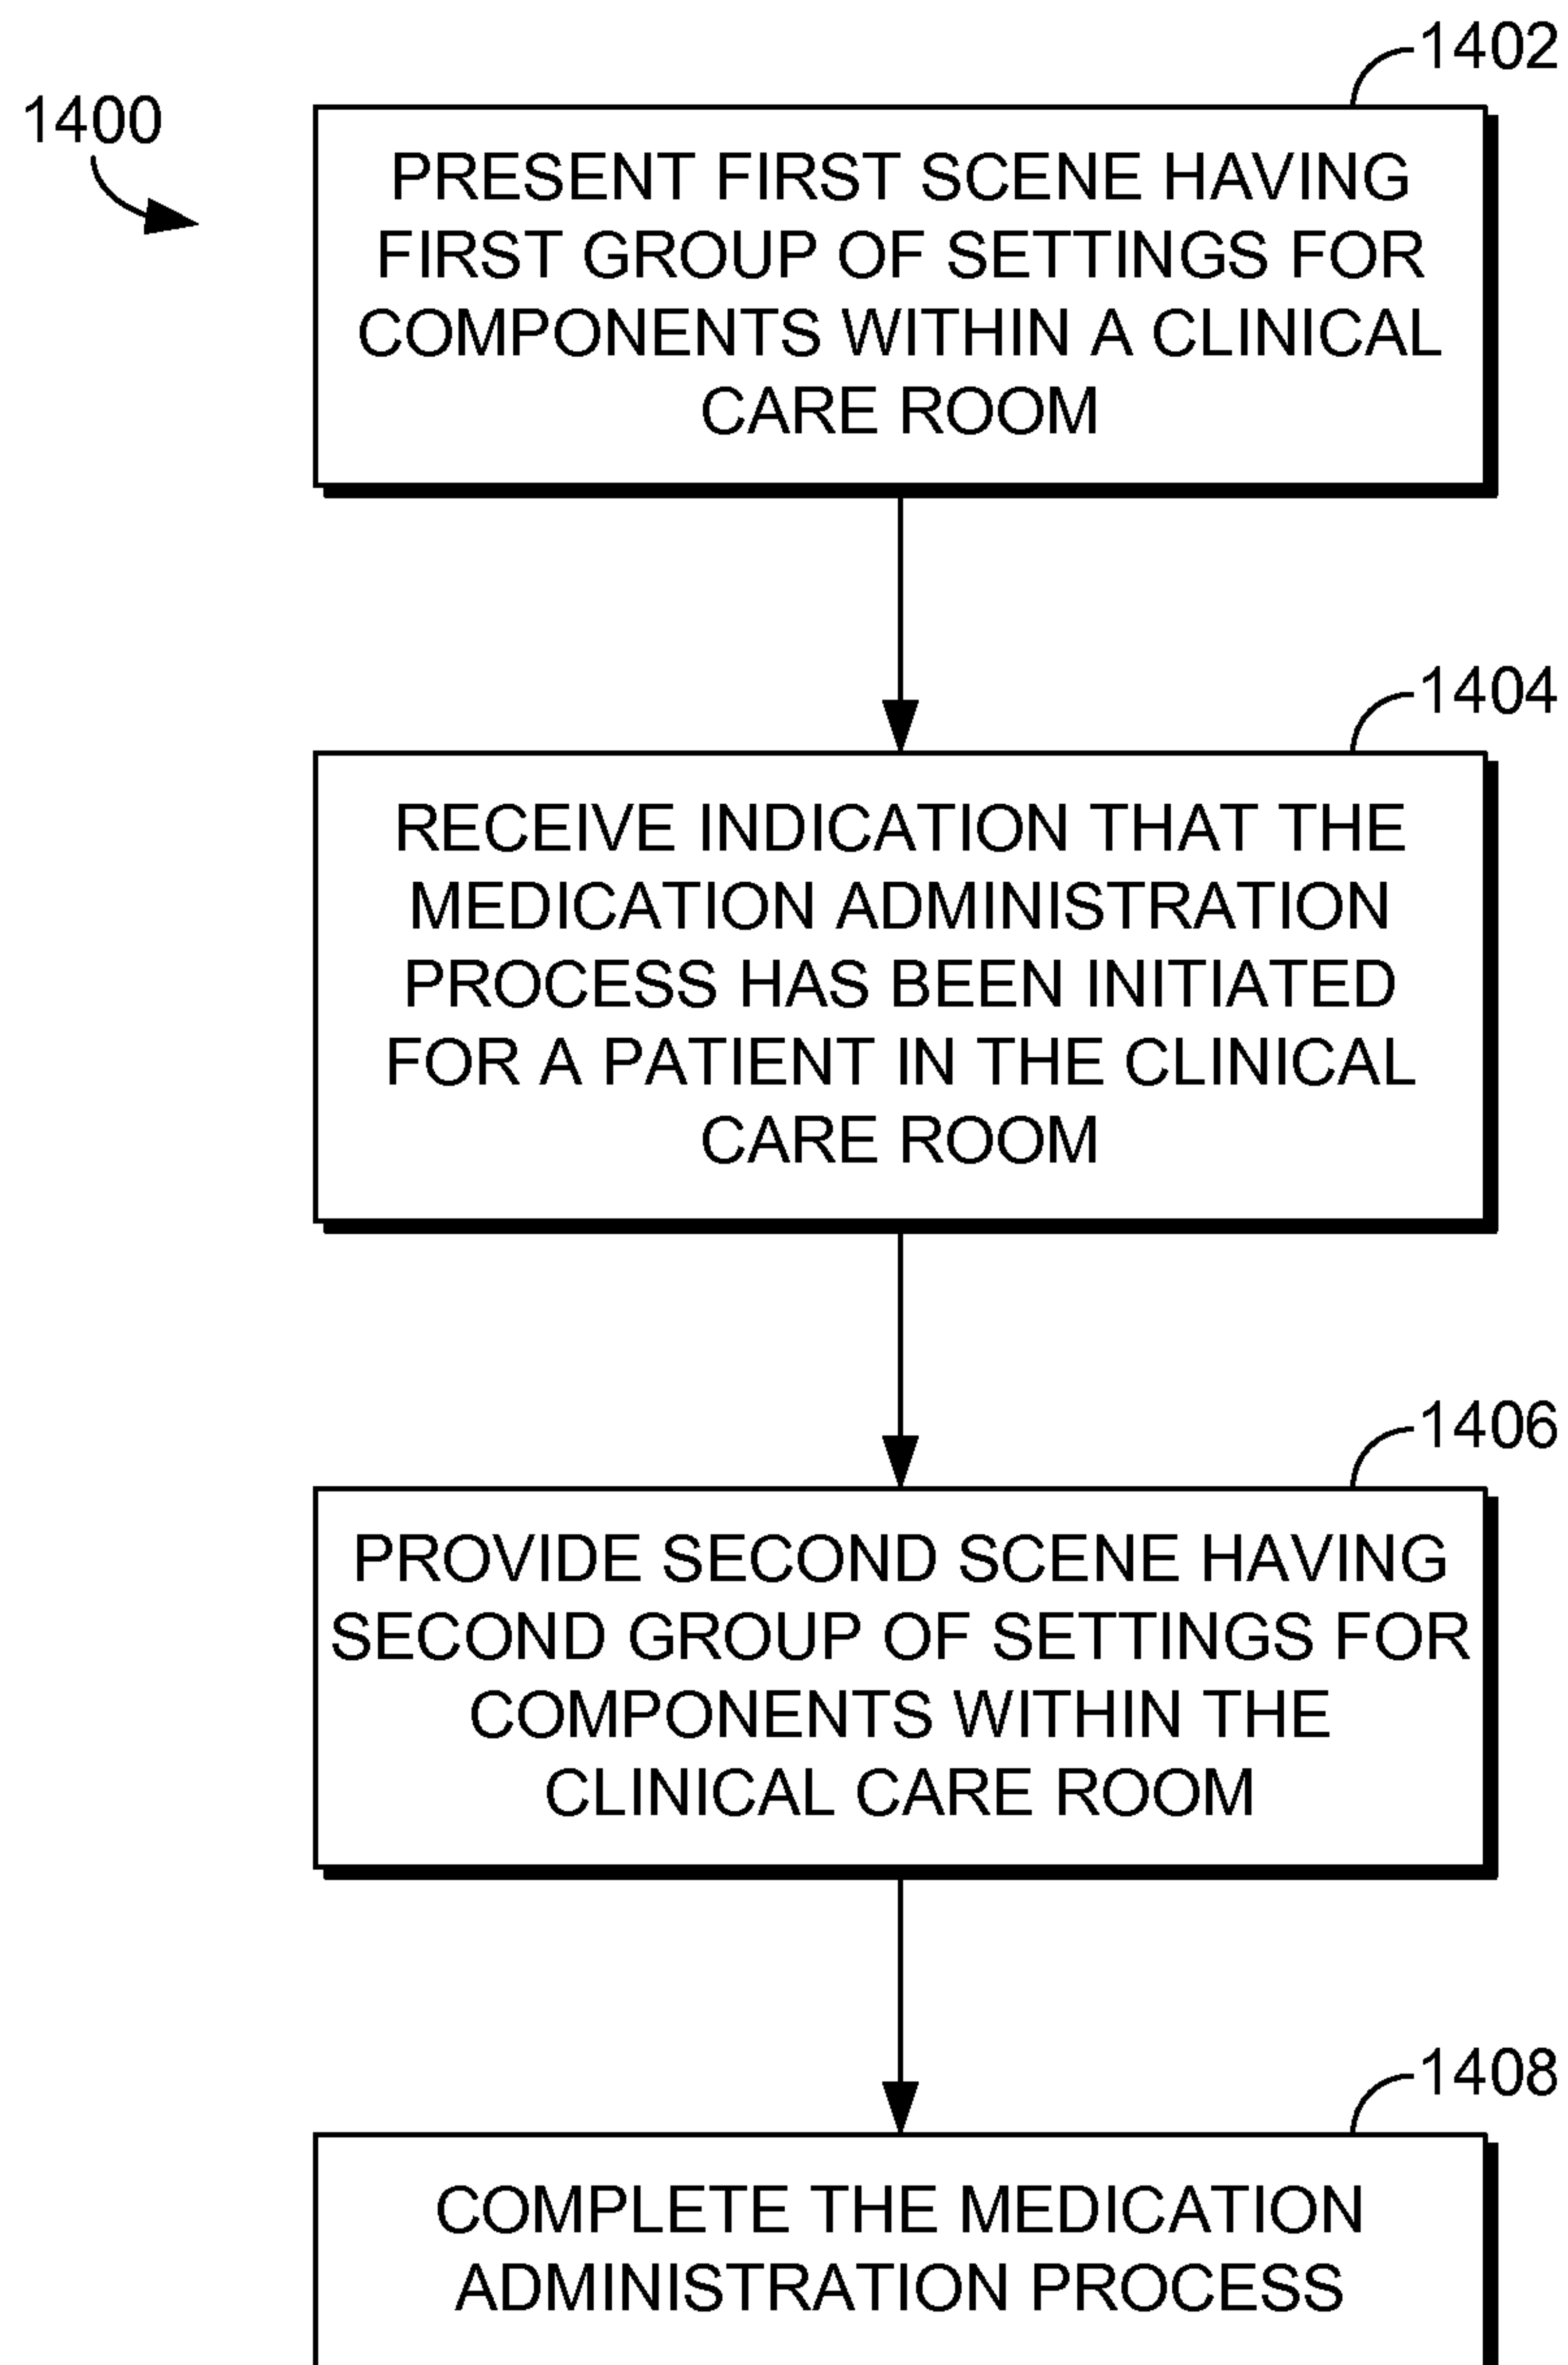 1402
1400
PRESENT FIRST SCENE HAVING
FIRST GROUP OF SETTINGS FOR
COMPONENTS WITHIN A CLINICAL
CARE ROOM
1404
RECEIVE INDICATION THAT THE
MEDICATION ADMINISTRATION
PROCESS HAS BEEN INITIATED
FOR A PATIENT IN THE CLINICAL
CARE ROOM
1406
PROVIDE SECOND SCENE HAVING
SECOND GROUP OF SETTINGS FOR
COMPONENTS WITHIN THE
CLINICAL CARE ROOM
1408
COMPLETE THE MEDICATION
ADMINISTRATION PROCESS